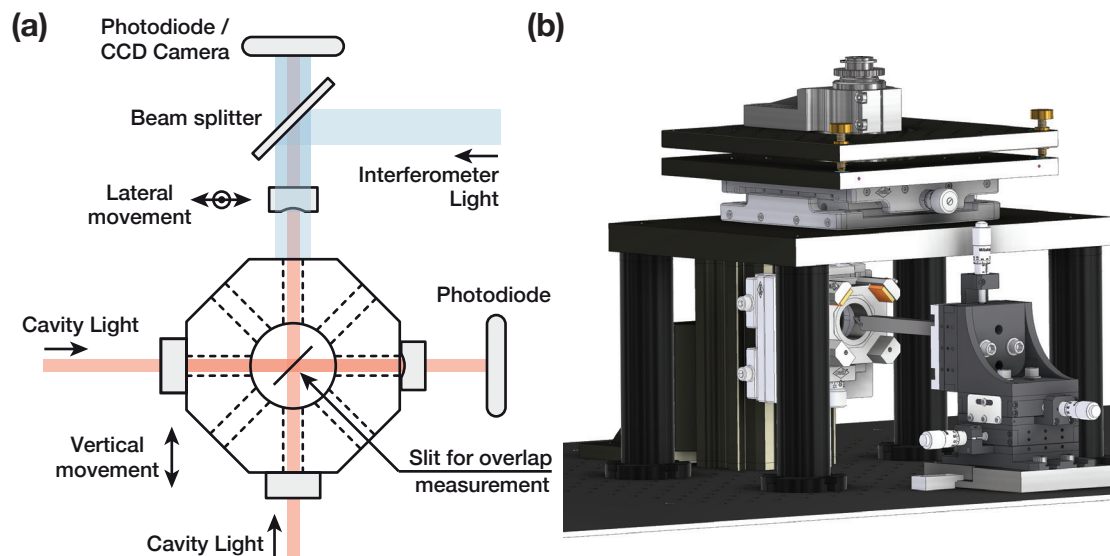 (a)
Photodiode /
CCD Camera
Beam splitter
Interferometer
Light
Lateral
movement
Photodiode
Cavity Light
Vertical
movement
Slit for overlap
measurement
Cavity Light
(b)